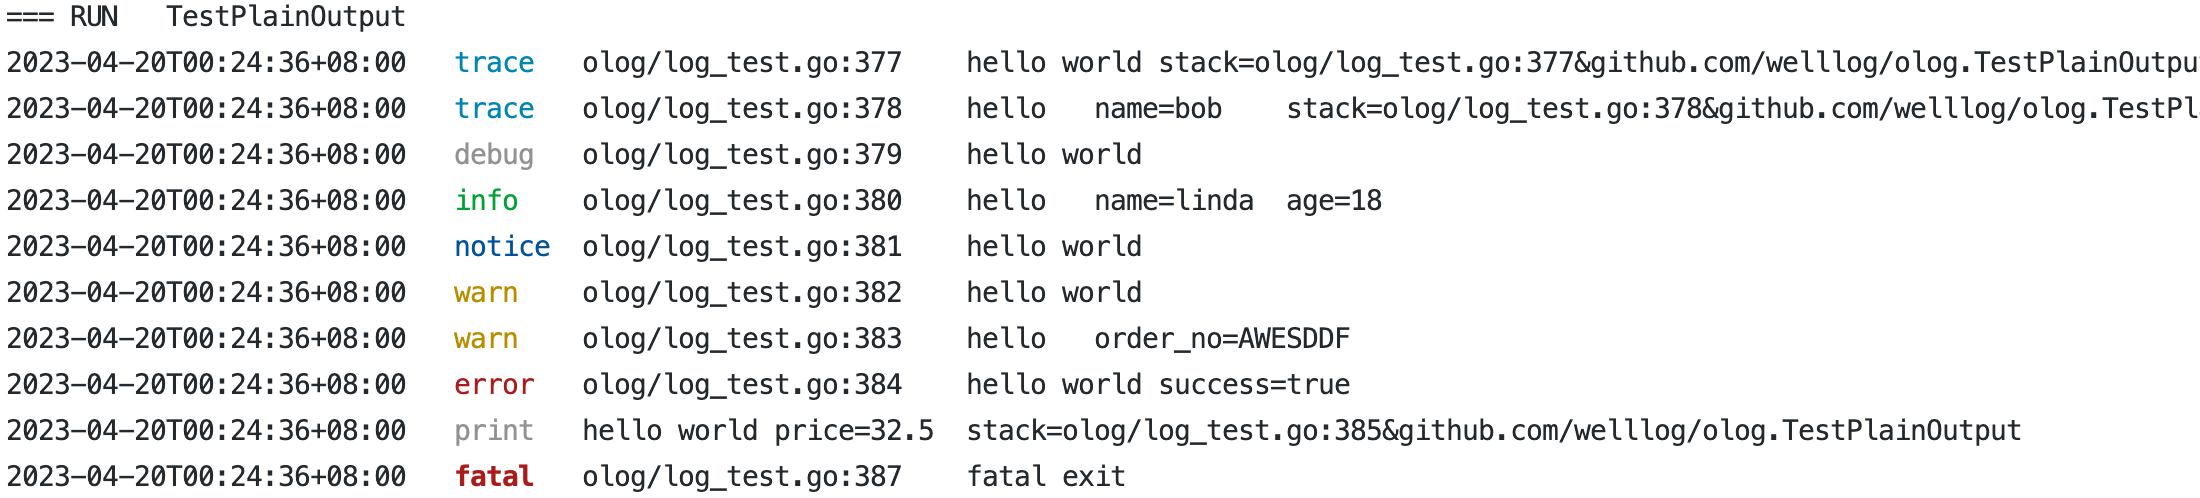 === RUN   TestPlainOutput
2023-04-20T00:24:36+08:00   trace   olog/log_test.go:377    hello world stack=olog/log_test.go:377&github.com/welllog/olog.TestPlainOutpu
2023-04-20T00:24:36+08:00   trace   olog/log_test.go:378    hello   name=bob    stack=olog/log_test.go:378&github.com/welllog/olog.TestPl
2023-04-20T00:24:36+08:00   debug   olog/log_test.go:379    hello world
2023-04-20T00:24:36+08:00   info    olog/log_test.go:380    hello   name=linda  age=18
2023-04-20T00:24:36+08:00   notice  olog/log_test.go:381    hello world
2023-04-20T00:24:36+08:00   warn    olog/log_test.go:382    hello world
2023-04-20T00:24:36+08:00   warn    olog/log_test.go:383    hello   order_no=AWESDDF
2023-04-20T00:24:36+08:00   error   olog/log_test.go:384    hello world success=true
2023-04-20T00:24:36+08:00   print   hello world price=32.5  stack=olog/log_test.go:385&github.com/welllog/olog.TestPlainOutput
2023-04-20T00:24:36+08:00   fatal   olog/log_test.go:387    fatal exit